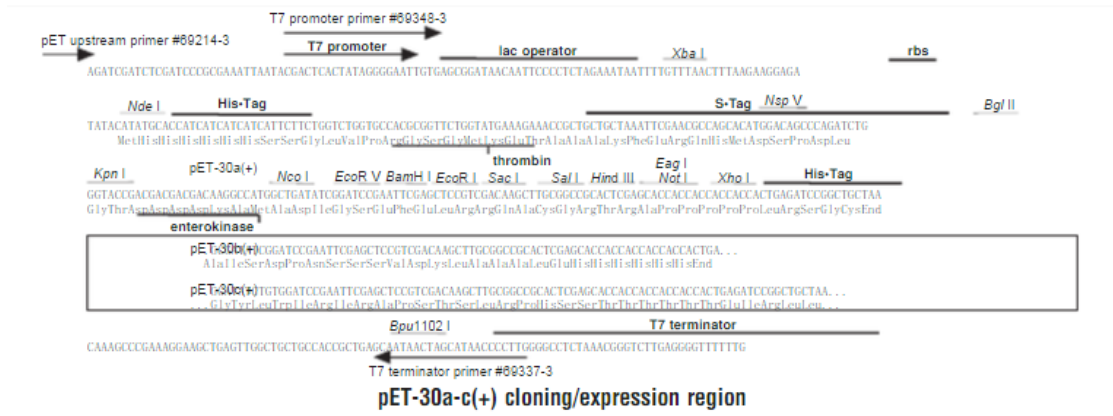 T7 promoter primer #69348-3
pET upstream primer #69214-3
T7 promoter
lac operator
Xba I
rbs
AGATCGATCTCGATCCCGCGAAATTAATACGACTCACTATAGGGGAATTGTGAGCGGATAACAATTCCCCTCTAGAAATAATTTTGTTTAACTTTAAGAAGGAGA
Nde I
His•Tag
S•Tag
Nsp V
Bgl II
TATACATATGCACCATCATCATCATCATTCTTCTGGTCTGGTGCCACGCGGTTCTGGTATGAAAGAAACCGCTGCTGCTAAATTCGAACGCCAGCACATGGACAGCCCAGATCTG
MetHisHisHisHisHisHisSerSerGlyLeuValProArgGlySerGlyMetLysGluThrAlaAlaAlaLysPheGluArgGlnHisMetAspSerProAspLeu
thrombin
Kpn I
pET-30a(+)
Nco I
EcoR V
BamH I
EcoR I
Sac I
Sal I
Hind III
Eag I
Not I
Xho I
His•Tag
GGTACCGACGACGACGACAAGGCCATGGCTGATATCGGATCCGAATTCGAGCTCCGTCGACAAGCTTGCGGCCGCACTCGAGCACCACCACCACCACCACTGAGATCCGGCTGCTAA
GlyThrAspAspAspAspLysAlaMetAlaAspIleGlySerGluPheGluLeuArgArgGlnAlaCysGlyArgThrArgAlaProProProProProProLeuArgSerGlyCysEnd
enterokinase
pET-30b(+)
CGGATCCGAATTCGAGCTCCGTCGACAAGCTTGCGGCCGCACTCGAGCACCACCACCACCACCACTGA...
AlaIleSerAspProAsnSerSerSerValAspLysLeuAlaAlaAlaLeuGluHisHisHisHisHisHisEnd
pET-30c(+)
TGTGGATCCGAATTCGAGCTCCGTCGACAAGCTTGCGGCCGCACTCGAGCACCACCACCACCACCACTGAGATCCGGCTGCTAA...
...GlyTyrLeuTrpIleArgIleArgAlaProSerThrSerLeuArgProHisSerSerThrThrThrThrThrThrGluIleArgLeuLeu...
Bpu1102 I
T7 terminator
CAAAGCCCGAAAGGAAGCTGAGTTGGCTGCTGCCACCGCTGAGCAATAACTAGCATAACCCCTTGGGGCCTCTAAACGGGTCTTGAGGGGTTTTTTG
T7 terminator primer #69337-3
pET-30a-c(+) cloning/expression region